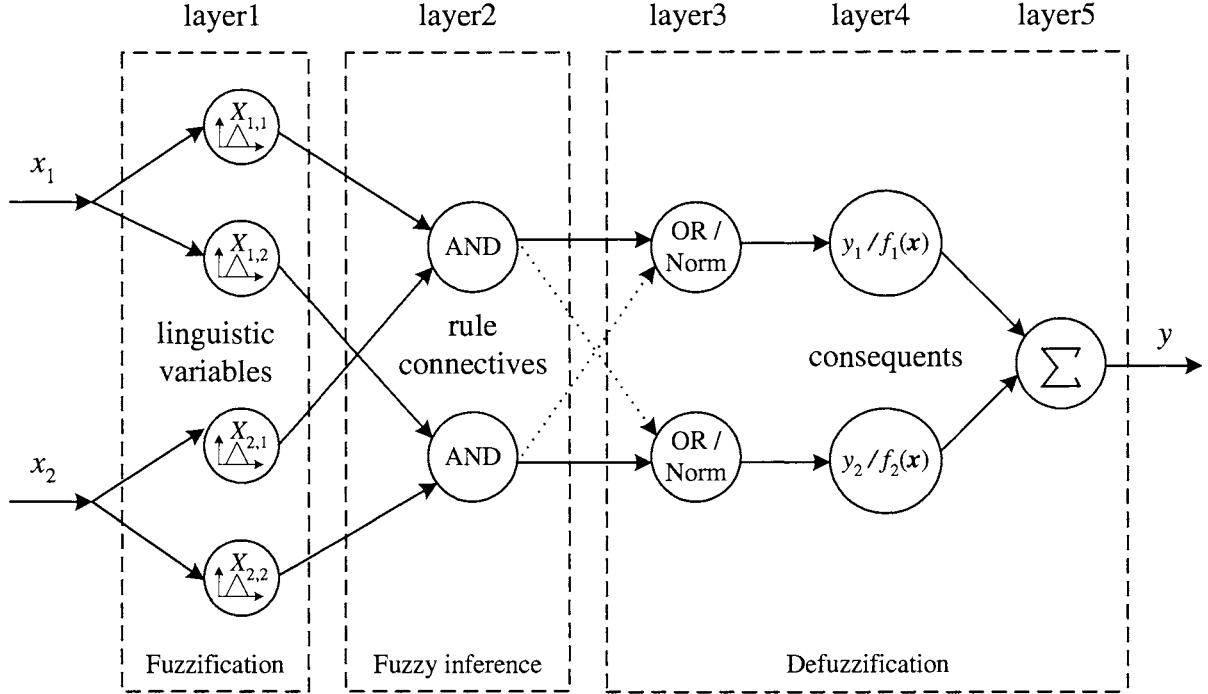 layer1 layer2 layer3 layer4 layer5
X1,1
x1
X1,2
AND
OR /
Norm
y1/f1(x)
linguistic
variables
rule
connectives
consequents
Σ
y
X2,1
x2
AND
OR /
Norm
y2/f2(x)
X2,2
Fuzzification
Fuzzy inference
Defuzzification